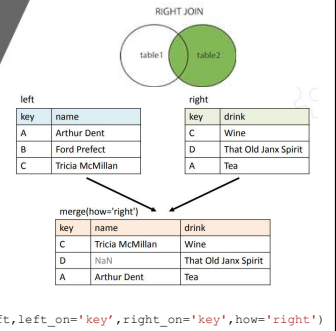 RIGHT JOIN
table1 table2
left
key name
A Arthur Dent
B Ford Prefect
C Tricia McMillan
right
key drink
C Wine
D That Old Janx Spirit
A Tea
merge(how='right')
key name drink
C Tricia McMillan Wine
D NaN That Old Janx Spirit
A Arthur Dent Tea
ft,left_on='key',right_on='key',how='right')